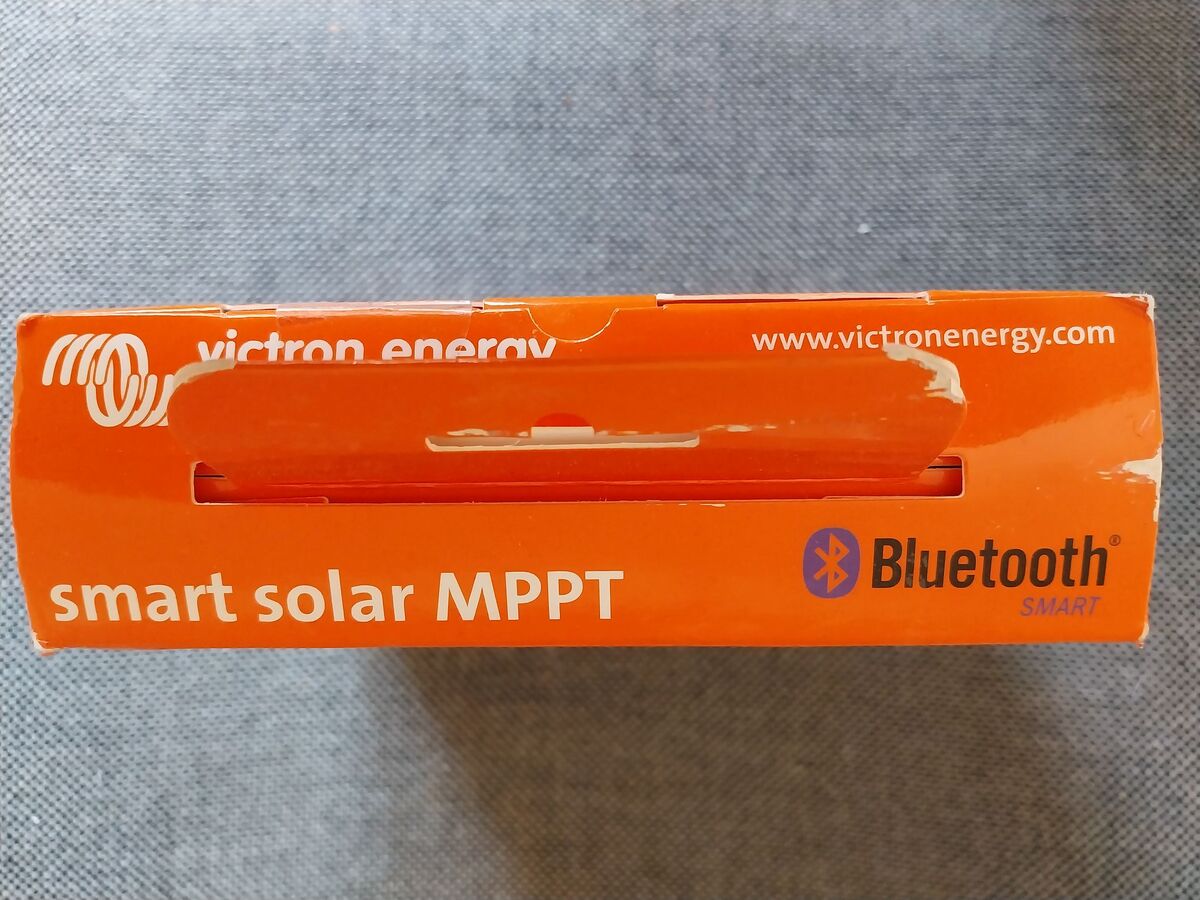 victron energy
www.victronenergy.com
smart solar MPPT
Bluetooth®
SMART